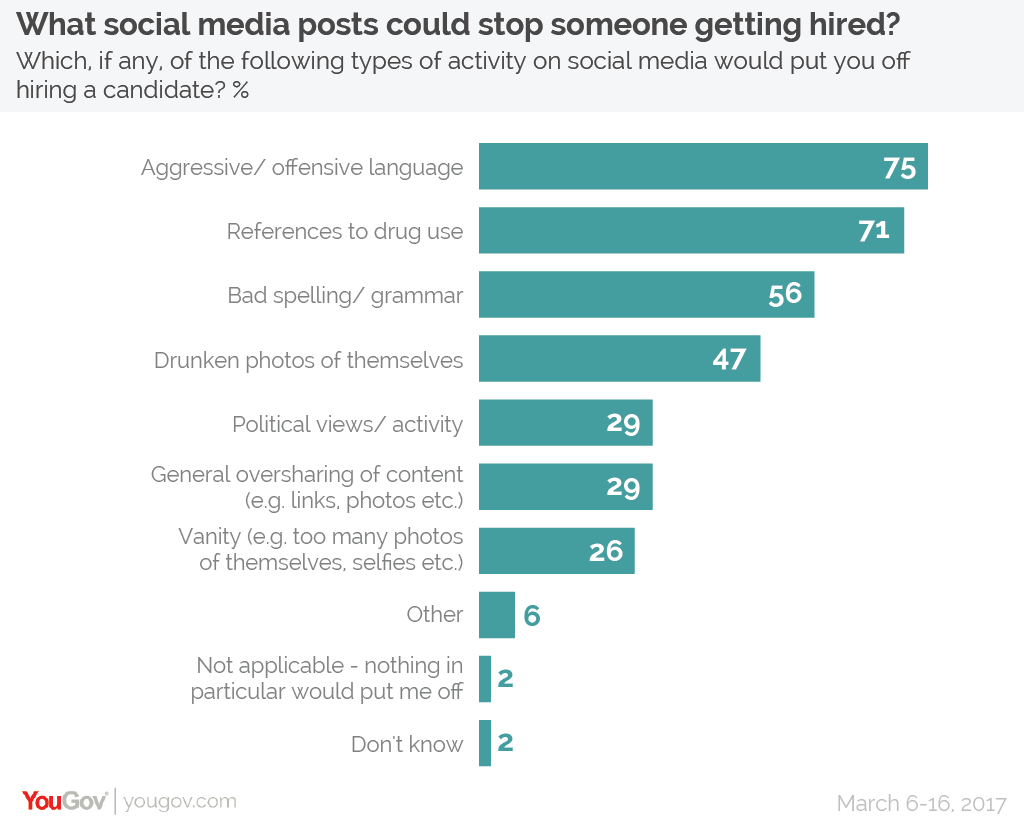 What social media posts could stop someone getting hired?
Which, if any, of the following types of activity on social media would put you off
hiring a candidate? %
Aggressive/ offensive language
75
References to drug use
71
Bad spelling/ grammar
56
Drunken photos of themselves
47
Political views/ activity
29
General oversharing of content
(e.g. links, photos etc.)
29
Vanity (e.g. too many photos
of themselves, selfies etc.)
26
Other
6
Not applicable - nothing in
particular would put me off
2
Don't know
2
YouGov | yougov.com
March 6-16, 2017